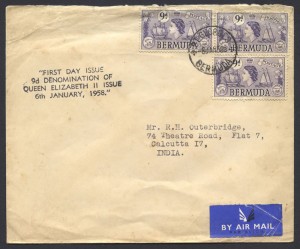 9d 9d
BERMUDA BERMUDA
9d
BERMUDA
BERMUDA
"FIRST DAY ISSUE
9d DENOMINATION OF
QUEEN ELIZABETH II ISSUE
6th JANUARY, 1958."
Mr. H.H. Outerbridge,
74 Wheatre Road, Flat 7,
Calcutta 17,
INDIA.
BY AIR MAIL